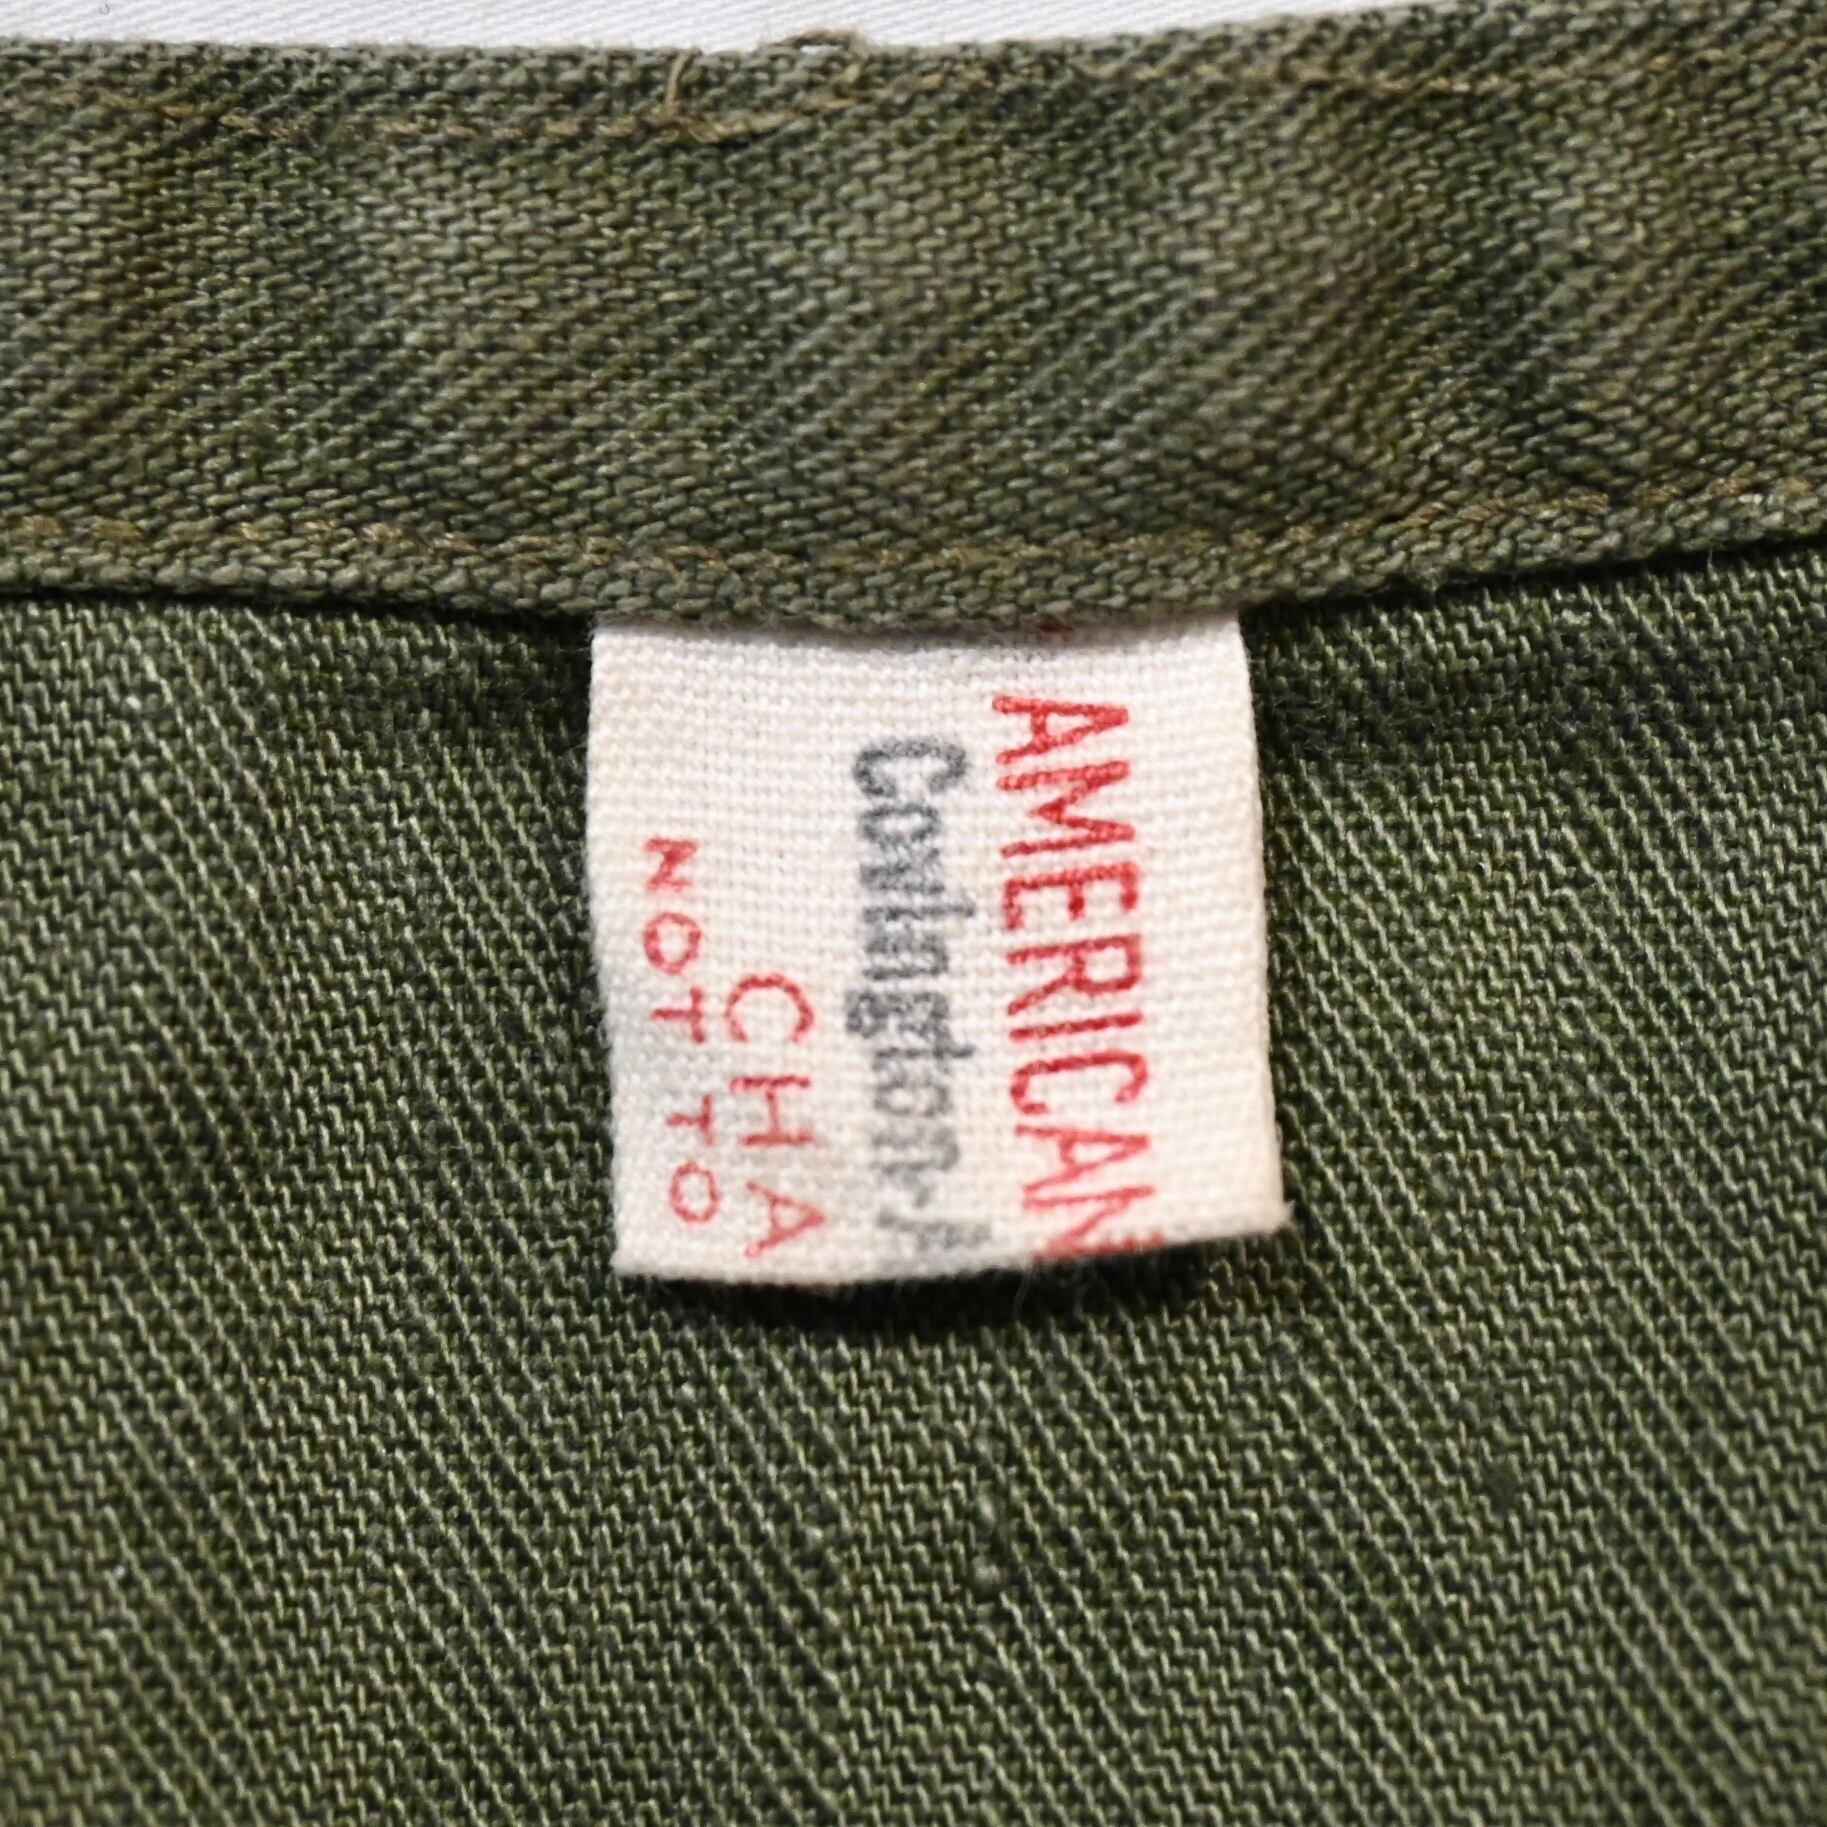 AMERICAN
Covington-A
CHA
NOT TO